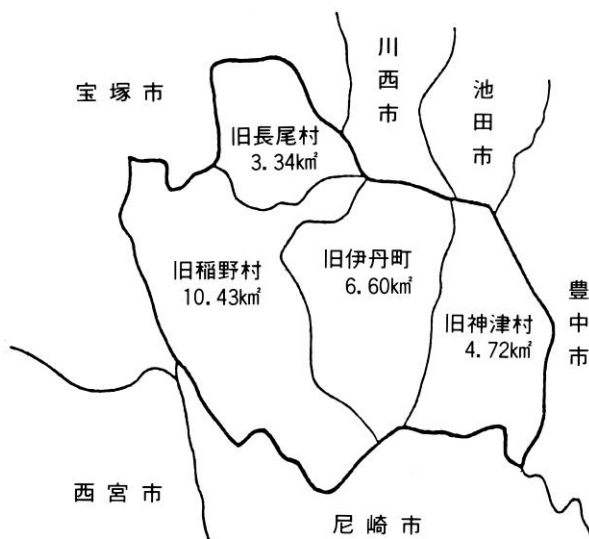 宝塚市
川西市
池田市
旧長尾村
3.34k㎡
旧稲野村
10.43k㎡
旧伊丹町
6.60k㎡
旧神津村
4.72k㎡
豊中市
西宮市
尼崎市